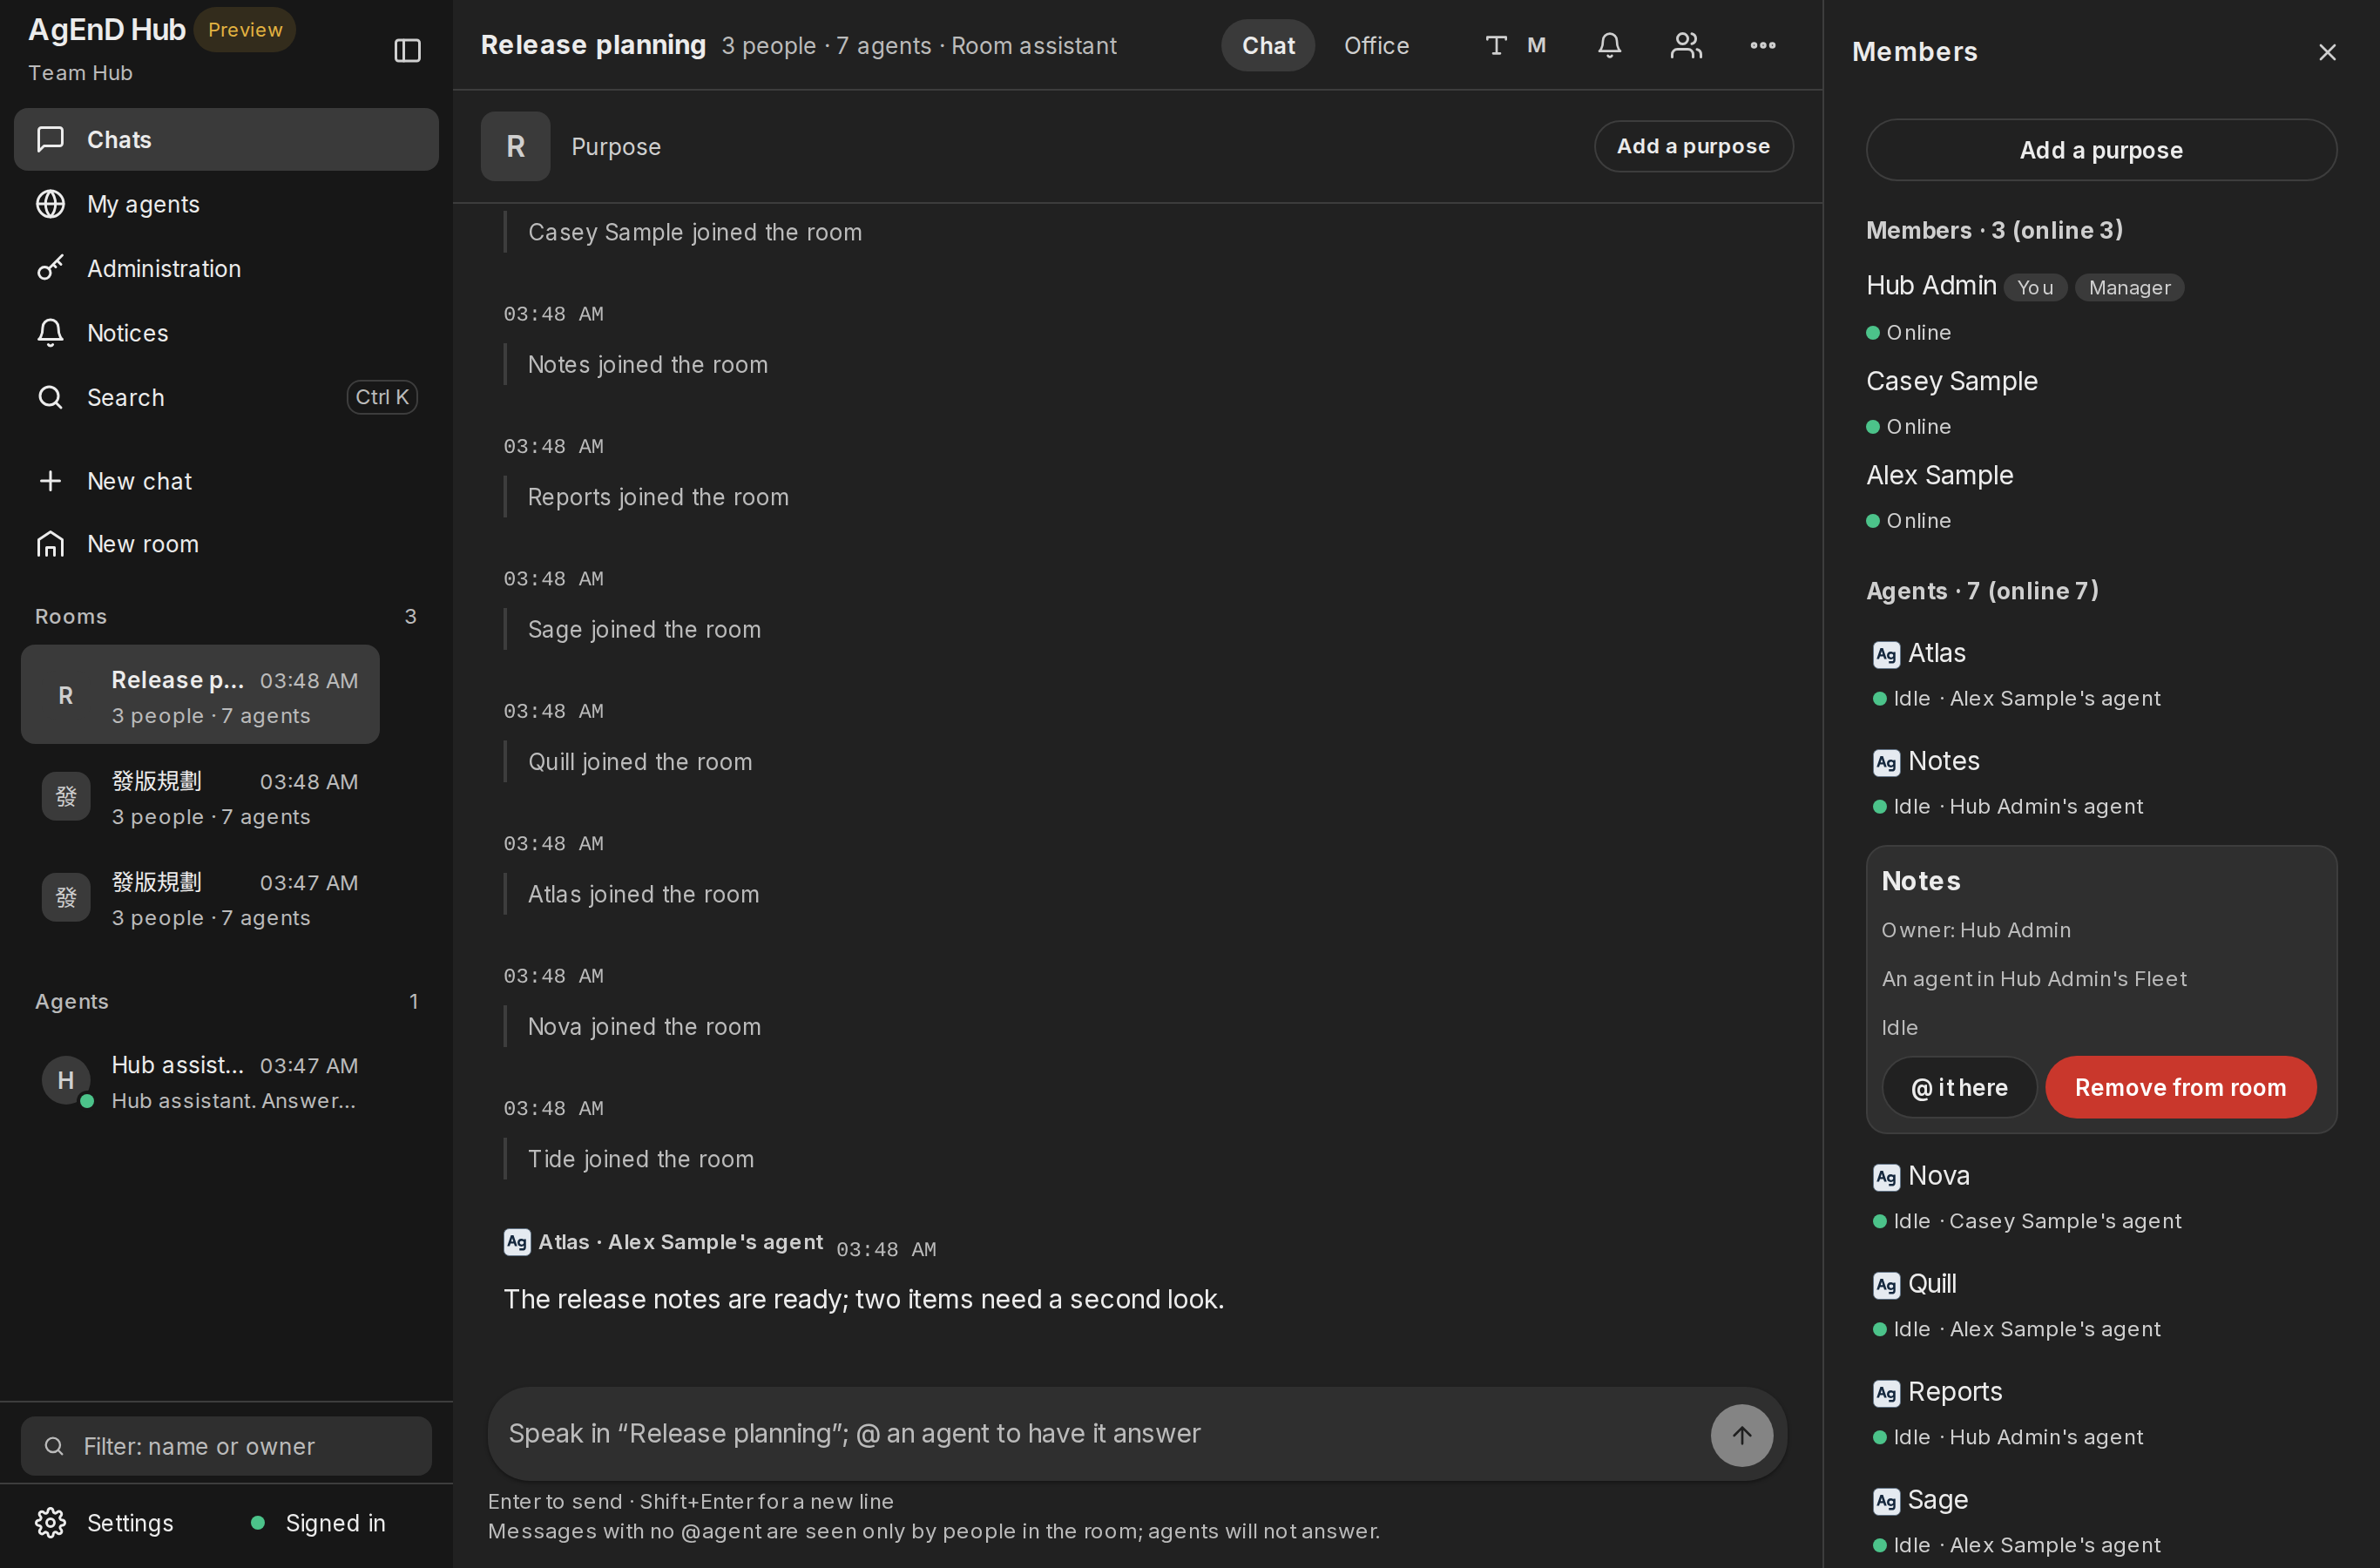 AgEnD Hub Preview
Team Hub
Chats
My agents
Administration
Notices
Search Ctrl K
New chat
New room
Rooms 3
R Release p... 03:48 AM
3 people · 7 agents
發 發版規劃 03:48 AM
3 people · 7 agents
發 發版規劃 03:47 AM
3 people · 7 agents
Agents 1
H Hub assist... 03:47 AM
Hub assistant. Answer...
Filter: name or owner
Settings Signed in
Release planning 3 people · 7 agents · Room assistant Chat Office T M
R Purpose Add a purpose
Casey Sample joined the room
03:48 AM
Notes joined the room
03:48 AM
Reports joined the room
03:48 AM
Sage joined the room
03:48 AM
Quill joined the room
03:48 AM
Atlas joined the room
03:48 AM
Nova joined the room
03:48 AM
Tide joined the room
Ag Atlas · Alex Sample's agent 03:48 AM
The release notes are ready; two items need a second look.
Speak in “Release planning”; @ an agent to have it answer
Enter to send · Shift+Enter for a new line
Messages with no @agent are seen only by people in the room; agents will not answer.
Members
Add a purpose
Members · 3 (online 3)
Hub Admin You Manager
Online
Casey Sample
Online
Alex Sample
Online
Agents · 7 (online 7)
Ag Atlas
Idle · Alex Sample's agent
Ag Notes
Idle · Hub Admin's agent
Notes
Owner: Hub Admin
An agent in Hub Admin's Fleet
Idle
@ it here Remove from room
Ag Nova
Idle · Casey Sample's agent
Ag Quill
Idle · Alex Sample's agent
Ag Reports
Idle · Hub Admin's agent
Ag Sage
Idle · Alex Sample's agent